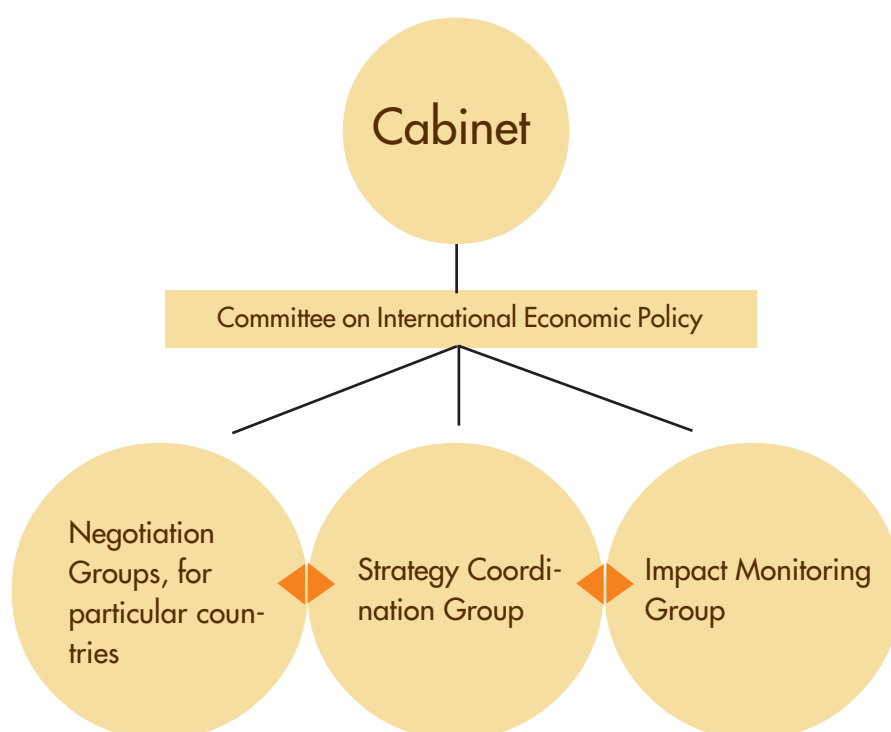 Cabinet
Committee on International Economic Policy
Negotiation
Groups, for
particular coun-
tries
Strategy Coordi-
nation Group
Impact Monitoring
Group